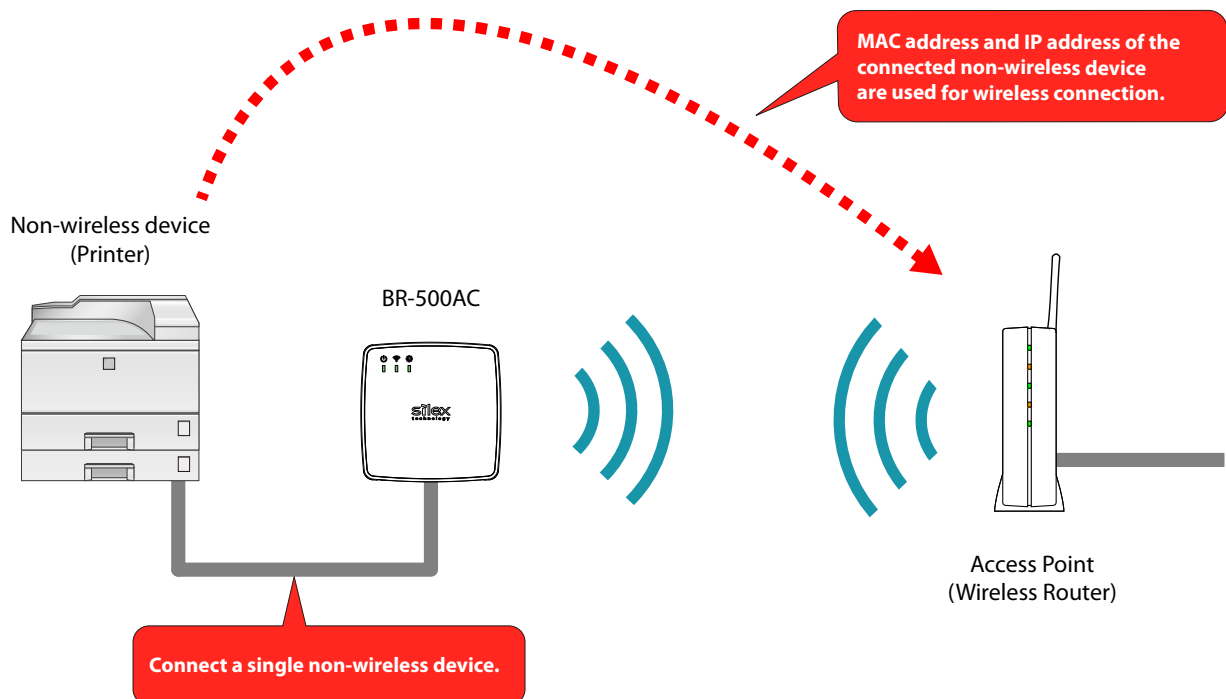 MAC address and IP address of the
connected non-wireless device
are used for wireless connection.
Non-wireless device
(Printer)
BR-500AC
silex
technology
Access Point
(Wireless Router)
Connect a single non-wireless device.